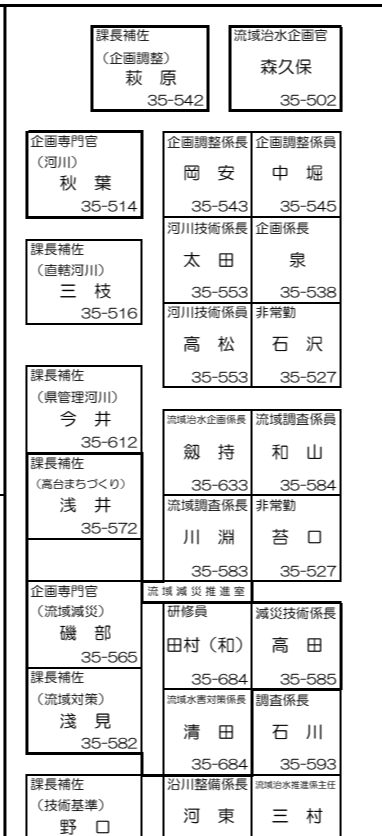 課長補佐
(企画調整)
萩 原
35-542
流域治水企画官
森久保
35-502
企画専門官
(河川)
秋 葉
35-514
企画調整係長
岡 安
35-543
企画調整係員
中 堀
35-545
課長補佐
(直轄河川)
三 枝
35-516
河川技術係長
太 田
35-553
企画係長
泉
35-538
河川技術係員
高 松
35-553
非常勤
石 沢
35-527
課長補佐
(県管理河川)
今 井
35-612
流域治水企画係長
劔 持
35-633
流域調査係員
和 山
35-584
課長補佐
(高台まちづくり)
浅 井
35-572
流域調査係長
川 淵
35-583
非常勤
苔 口
35-527
流域減災推進室
企画専門官
(流域減災)
磯 部
35-565
研修員
田村(和)
35-684
減災技術係長
高 田
35-585
課長補佐
(流域対策)
淺 見
35-582
流域水害対策係長
清 田
35-684
調査係長
石 川
35-593
課長補佐
(技術基準)
野 口
沿川整備係長
河 東
流域治水推進係主任
三 村